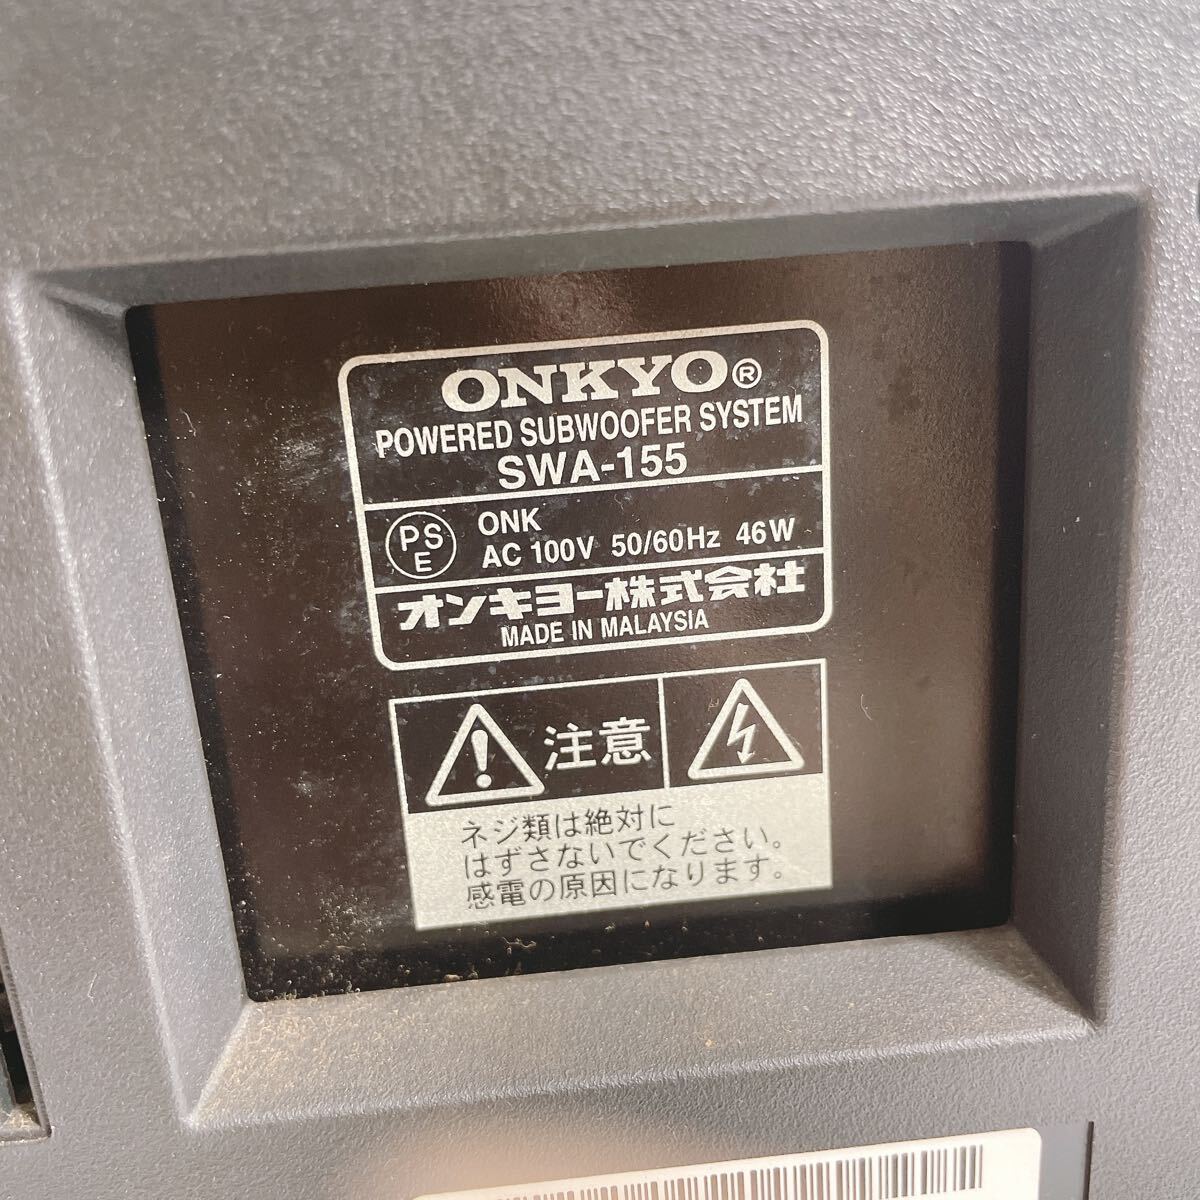 ONKYO®
POWERED SUBWOOFER SYSTEM
SWA-155
PS
E
ONK
AC 100V 50/60Hz 46W
オンキヨー株式会社
MADE IN MALAYSIA
注意
ネジ類は絶対に
はずさないでください。
感電の原因になります。